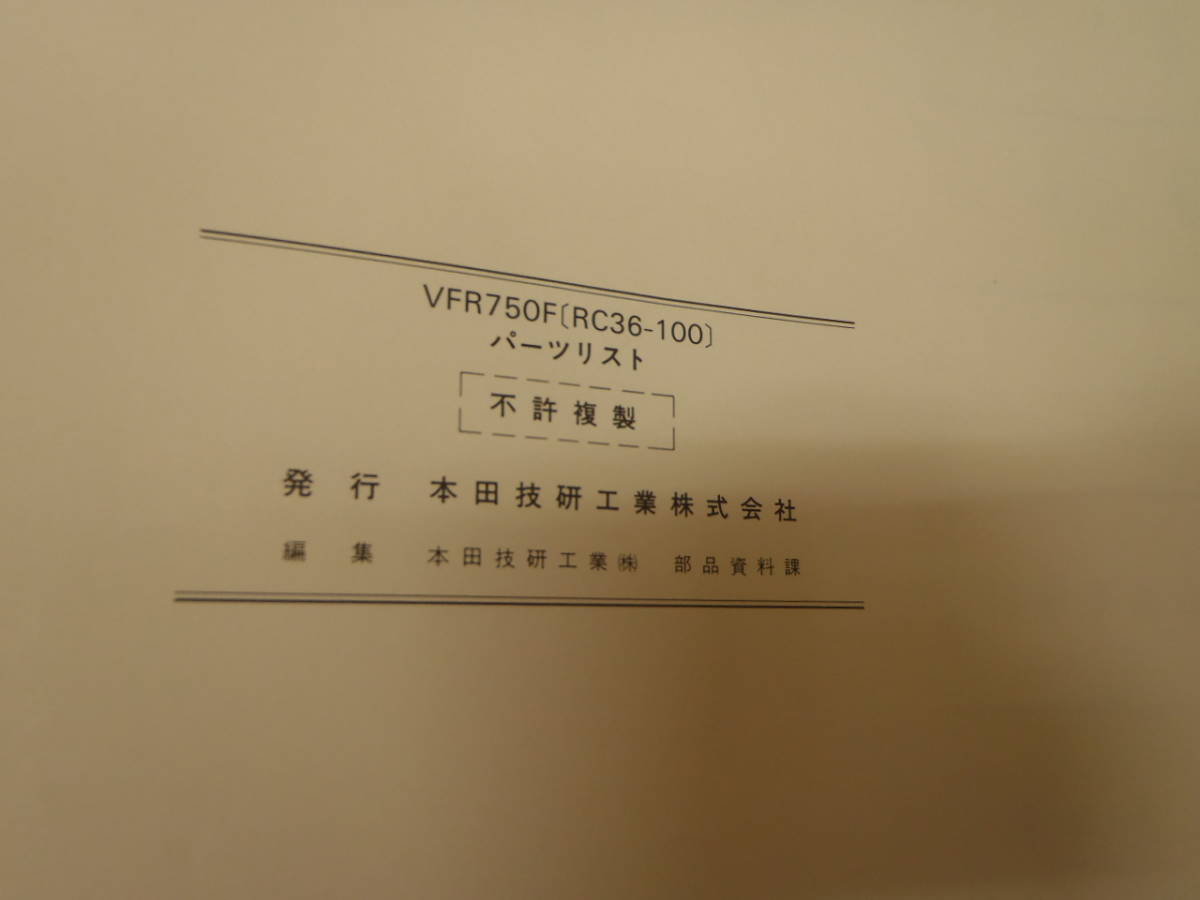 VFR750F〔RC36-100〕
パーツリスト
不許複製
発行 本田技研工業株式会社
編集 本田技研工業㈱ 部品資料課